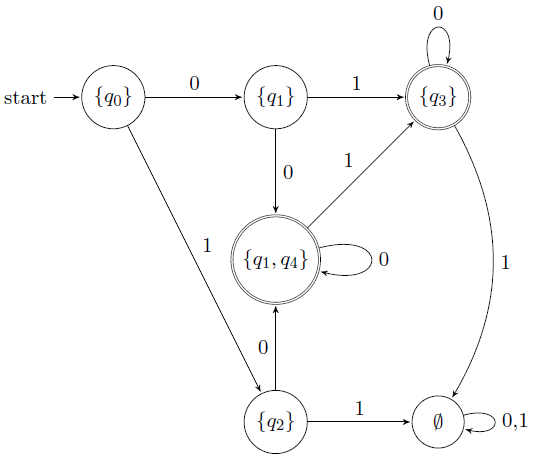 0
start {q₀} 0 {q₁} 1 {q₃}
1 0
1 {q₁, q₄} 0 1
0
{q₂} 1 ∅ 0,1